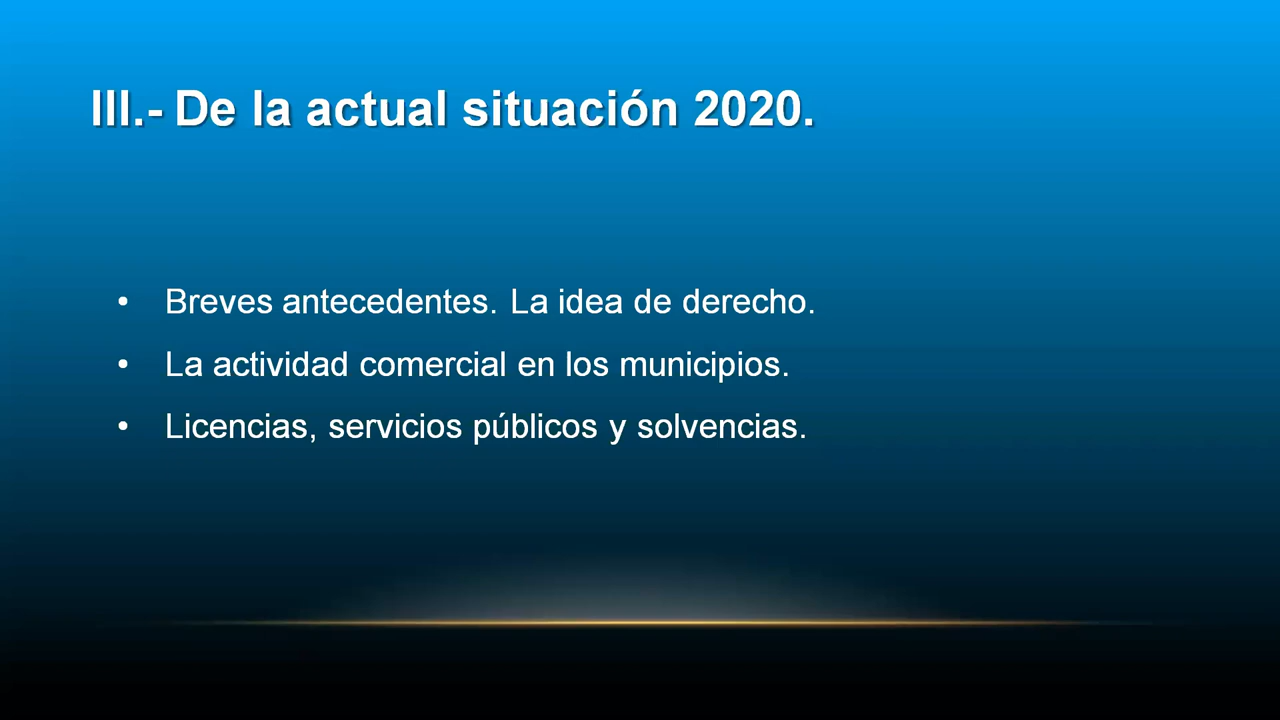 III.- De la actual situación 2020.
• Breves antecedentes. La idea de derecho.
• La actividad comercial en los municipios.
• Licencias, servicios públicos y solvencias.